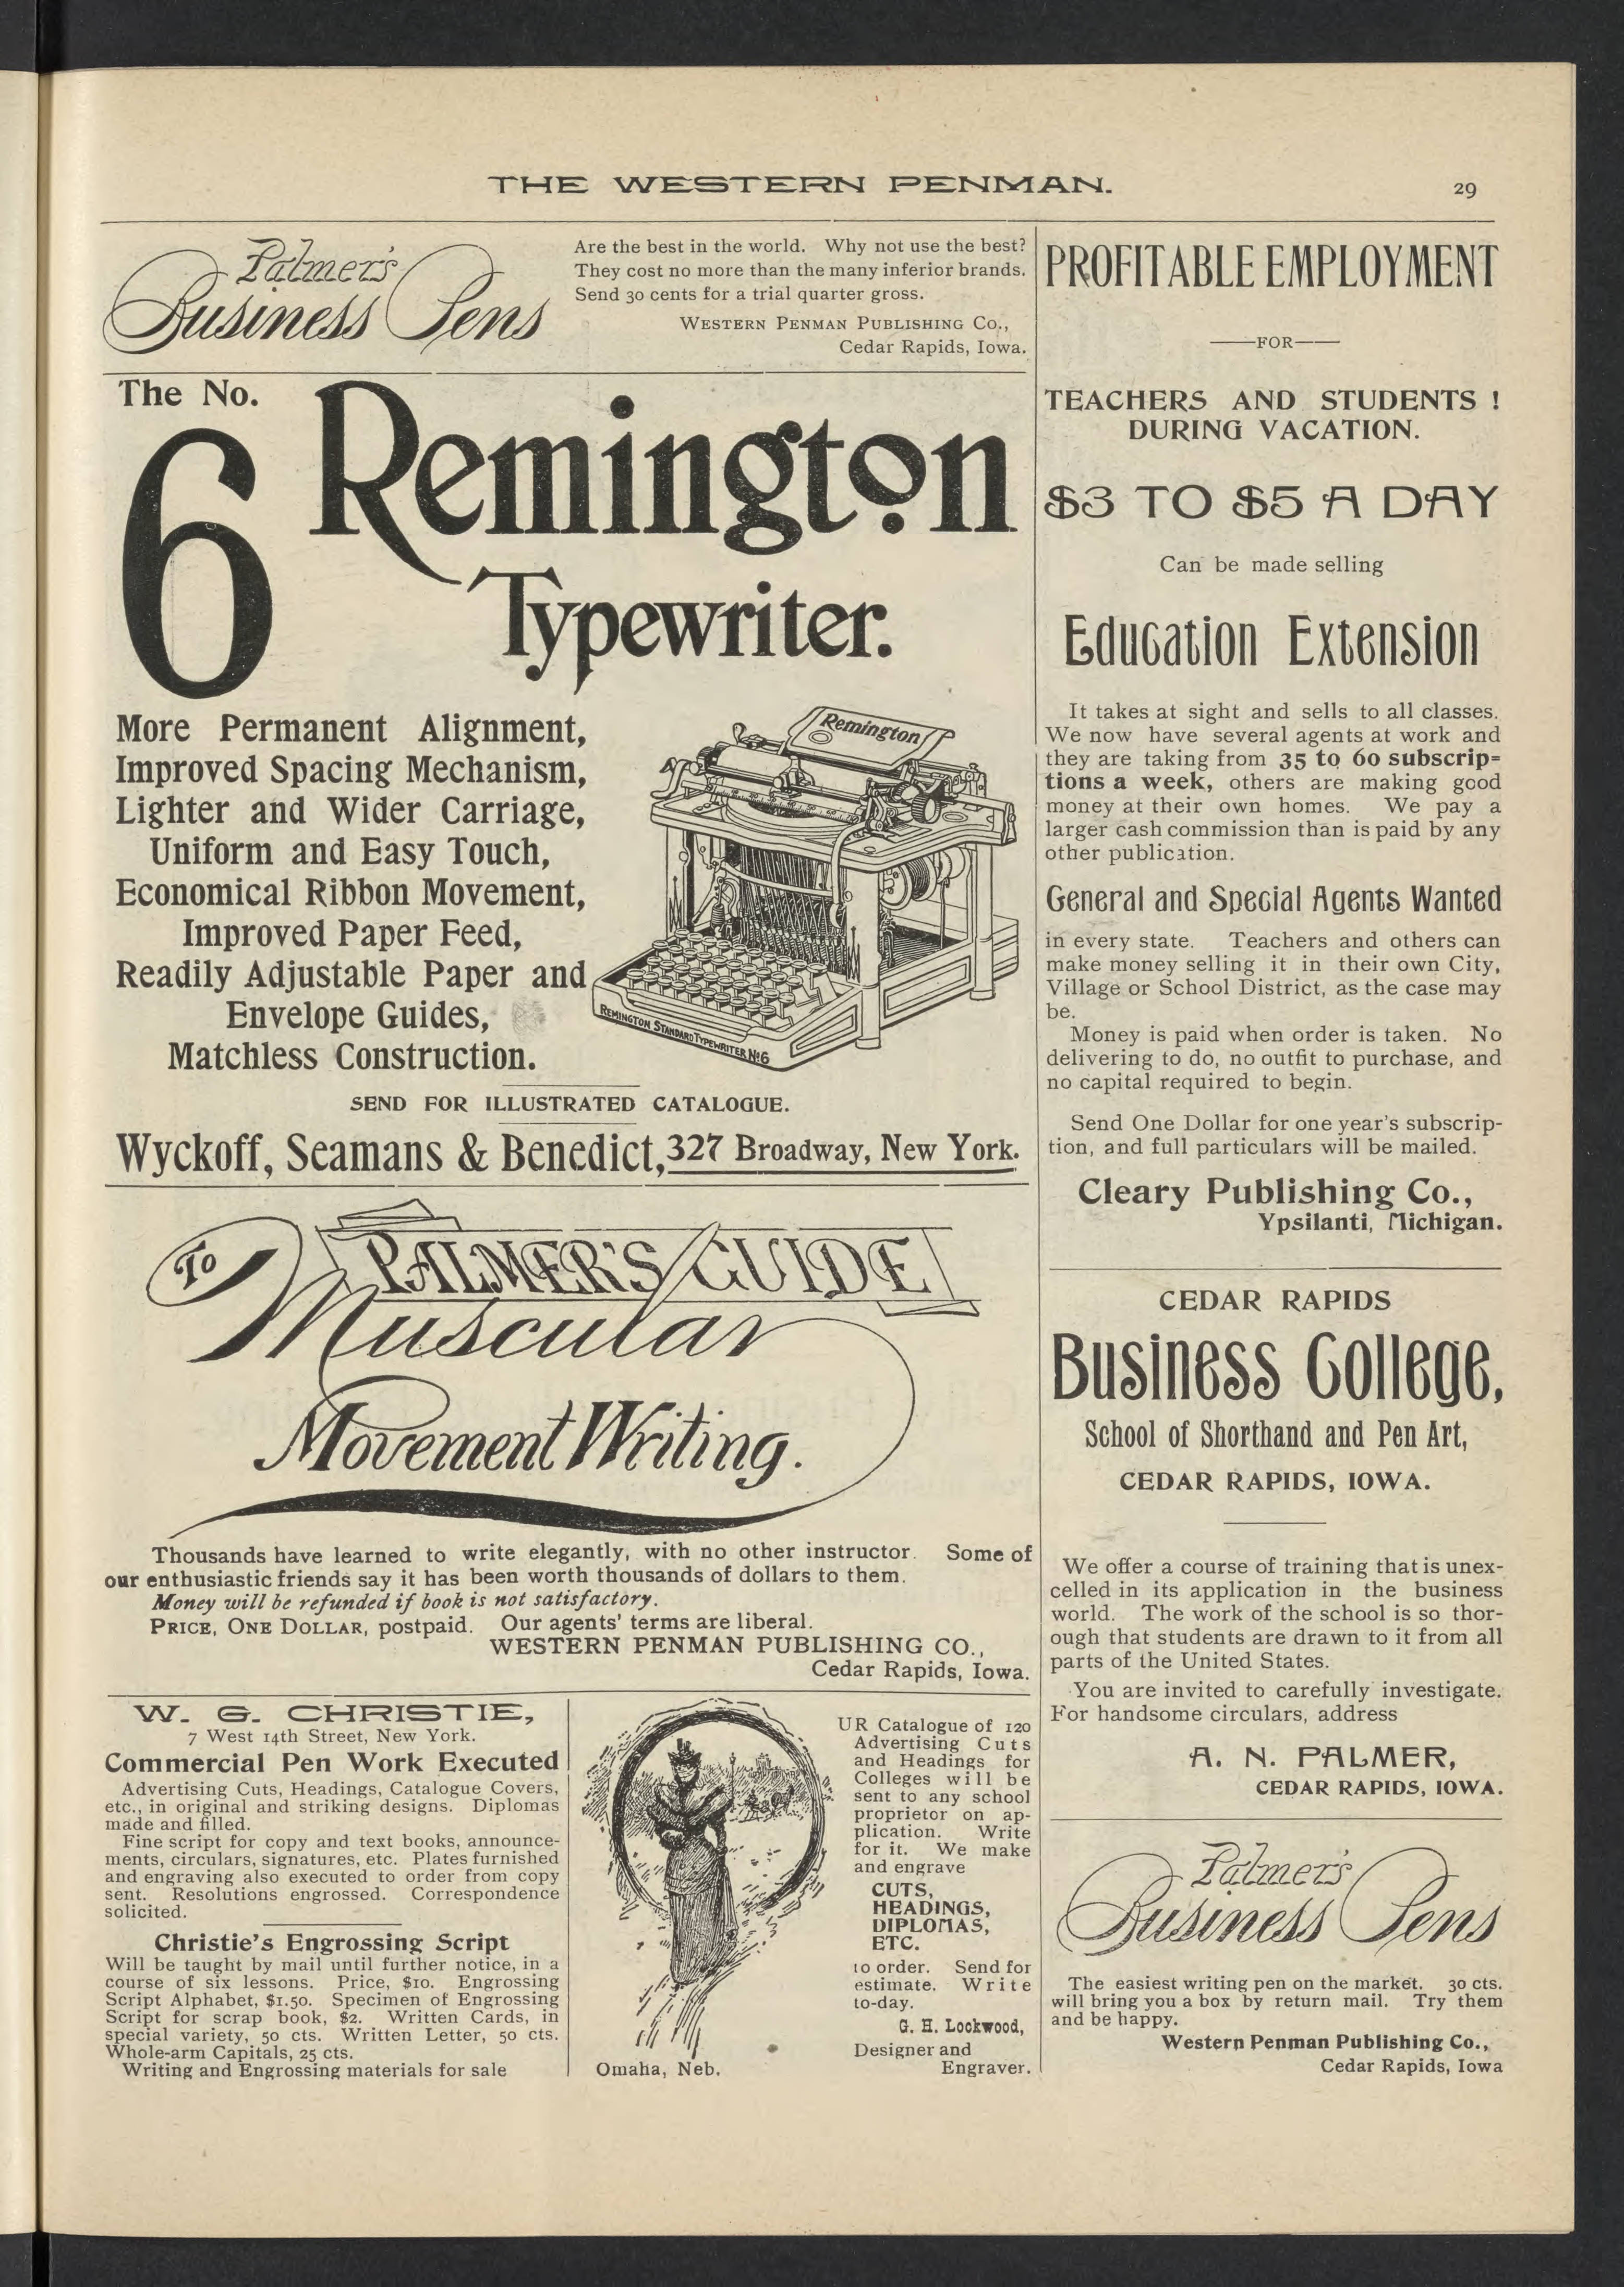 THE WESTERN PENMAN.
29
Palmer's
Business Pens
Are the best in the world. Why not use the best?
They cost no more than the many inferior brands.
Send 30 cents for a trial quarter gross.
WESTERN PENMAN PUBLISHING CO.,
Cedar Rapids, Iowa.
The No.
6
Remington
Typewriter.
More Permanent Alignment,
Improved Spacing Mechanism,
Lighter and Wider Carriage,
Uniform and Easy Touch,
Economical Ribbon Movement,
Improved Paper Feed,
Readily Adjustable Paper and
Envelope Guides,
Matchless Construction.
Remington
REMINGTON STANDARD TYPEWRITER No 6
SEND FOR ILLUSTRATED CATALOGUE.
Wyckoff, Seamans & Benedict, 327 Broadway, New York.
PALMER'S GUIDE
To
Muscular
Movement Writing.
Thousands have learned to write elegantly, with no other instructor. Some of
our enthusiastic friends say it has been worth thousands of dollars to them.
Money will be refunded if book is not satisfactory.
PRICE, ONE DOLLAR, postpaid. Our agents' terms are liberal.
WESTERN PENMAN PUBLISHING CO.,
Cedar Rapids, Iowa.
W. G. CHRISTIE,
7 West 14th Street, New York.
Commercial Pen Work Executed
Advertising Cuts, Headings, Catalogue Covers,
etc., in original and striking designs. Diplomas
made and filled.
Fine script for copy and text books, announce-
ments, circulars, signatures, etc. Plates furnished
and engraving also executed to order from copy
sent. Resolutions engrossed. Correspondence
solicited.
Christie's Engrossing Script
Will be taught by mail until further notice, in a
course of six lessons. Price, $10. Engrossing
Script Alphabet, $1.50. Specimen of Engrossing
Script for scrap book, $2. Written Cards, in
special variety, 50 cts. Written Letter, 50 cts.
Whole-arm Capitals, 25 cts.
Writing and Engrossing materials for sale
OUR Catalogue of 120
Advertising Cuts
and Headings for
Colleges will be
sent to any school
proprietor on ap-
plication. Write
for it. We make
and engrave
CUTS,
HEADINGS,
DIPLOMAS,
ETC.
to order. Send for
estimate. Write
to-day.
G. H. Lockwood,
Designer and
Engraver.
Omaha, Neb.
PROFITABLE EMPLOYMENT
FOR
TEACHERS AND STUDENTS !
DURING VACATION.
$3 TO $5 A DAY
Can be made selling
Education Extension
It takes at sight and sells to all classes.
We now have several agents at work and
they are taking from 35 to 60 subscrip=
tions a week, others are making good
money at their own homes. We pay a
larger cash commission than is paid by any
other publication.
General and Special Agents Wanted
in every state. Teachers and others can
make money selling it in their own City,
Village or School District, as the case may
be.
Money is paid when order is taken. No
delivering to do, no outfit to purchase, and
no capital required to begin.
Send One Dollar for one year's subscrip-
tion, and full particulars will be mailed.
Cleary Publishing Co.,
Ypsilanti, Michigan.
CEDAR RAPIDS
Business College,
School of Shorthand and Pen Art,
CEDAR RAPIDS, IOWA.
We offer a course of training that is unex-
celled in its application in the business
world. The work of the school is so thor-
ough that students are drawn to it from all
parts of the United States.
You are invited to carefully investigate.
For handsome circulars, address
A. N. PALMER,
CEDAR RAPIDS, IOWA.
Palmer's
Business Pens
The easiest writing pen on the market. 30 cts.
will bring you a box by return mail. Try them
and be happy.
Western Penman Publishing Co.,
Cedar Rapids, Iowa